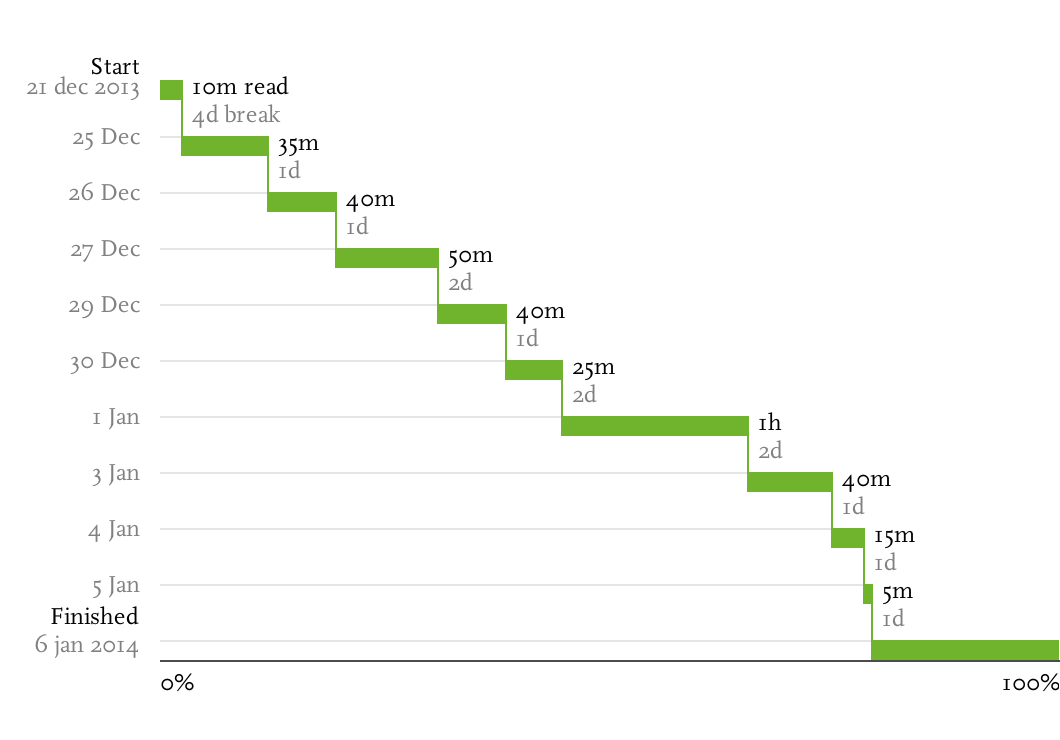 Start
21 dec 2013
10m read
4d break
25 Dec
35m
1d
26 Dec
40m
1d
27 Dec
50m
2d
29 Dec
40m
1d
30 Dec
25m
2d
1 Jan
1h
2d
3 Jan
40m
1d
4 Jan
15m
1d
5 Jan
5m
1d
Finished
6 jan 2014
0%
100%